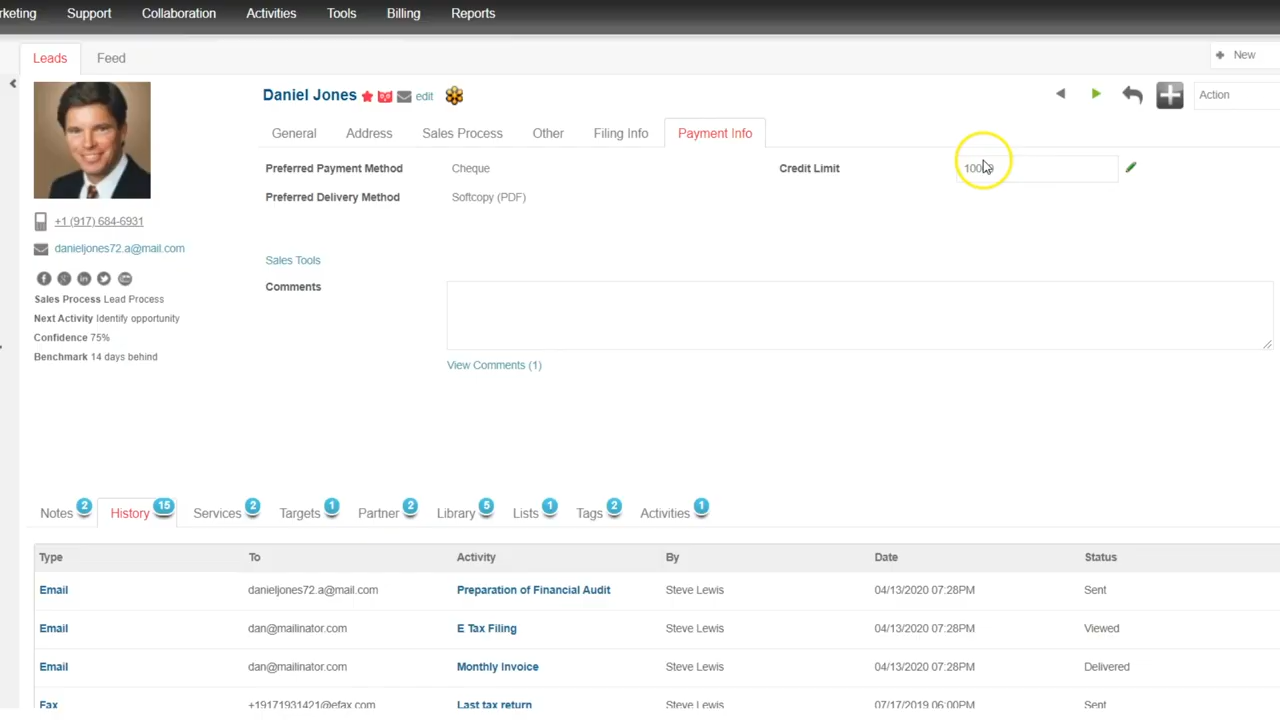 rketing Support Collaboration Activities Tools Billing Reports
Leads Feed
New
Daniel Jones edit
Action
General Address Sales Process Other Filing Info Payment Info
Preferred Payment Method Cheque Credit Limit
Preferred Delivery Method Softcopy (PDF)
+1 (917) 684-6931
danieljones72.a@mail.com
Sales Tools
Comments
Sales Process Lead Process
Next Activity Identify opportunity
Confidence 75%
Benchmark 14 days behind
View Comments (1)
Notes 2 History 15 Services 2 Targets 1 Partner 2 Library 5 Lists 1 Tags 2 Activities 1
Type To Activity By Date Status
Email danieljones72.a@mail.com Preparation of Financial Audit Steve Lewis 04/13/2020 07:28PM Sent
Email dan@mailinator.com E Tax Filing Steve Lewis 04/13/2020 07:28PM Viewed
Email dan@mailinator.com Monthly Invoice Steve Lewis 04/13/2020 07:28PM Delivered
Fax +19171931421@efax.com Last tax return Steve Lewis 07/17/2019 06:00PM Sent